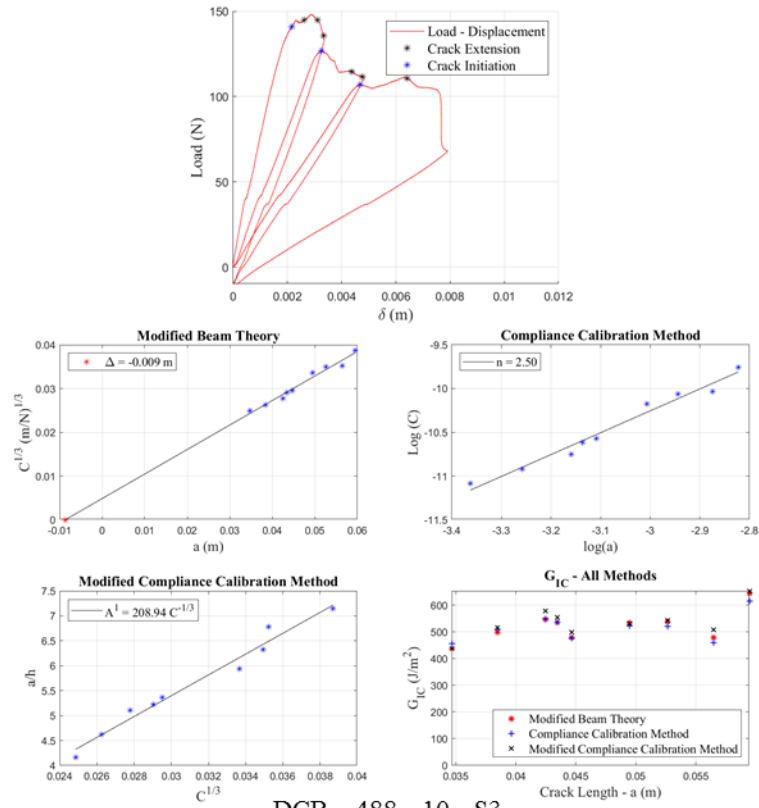 150
100
50
0
Load (N)
Load - Displacement
Crack Extension
Crack Initiation
0 0.002 0.004 0.006 0.008 0.01 0.012
δ (m)
Modified Beam Theory
0.04
0.03
0.02
0.01
0
C^1/3 (m/N)^1/3
Δ = -0.009 m
-0.01 0 0.01 0.02 0.03 0.04 0.05 0.06
a (m)
Compliance Calibration Method
-9.5
-10
-10.5
-11
-11.5
Log (C)
n = 2.50
-3.4 -3.3 -3.2 -3.1 -3 -2.9 -2.8
log(a)
Modified Compliance Calibration Method
7.5
7
6.5
6
5.5
5
4.5
4
a/h
A^1 = 208.94 C^-1/3
0.024 0.026 0.028 0.03 0.032 0.034 0.036 0.038 0.04
C^1/3
G_IC - All Methods
600
500
400
300
200
100
0
G_IC (J/m^2)
Modified Beam Theory
Compliance Calibration Method
Modified Compliance Calibration Method
0.035 0.04 0.045 0.05 0.055
Crack Length - a (m)